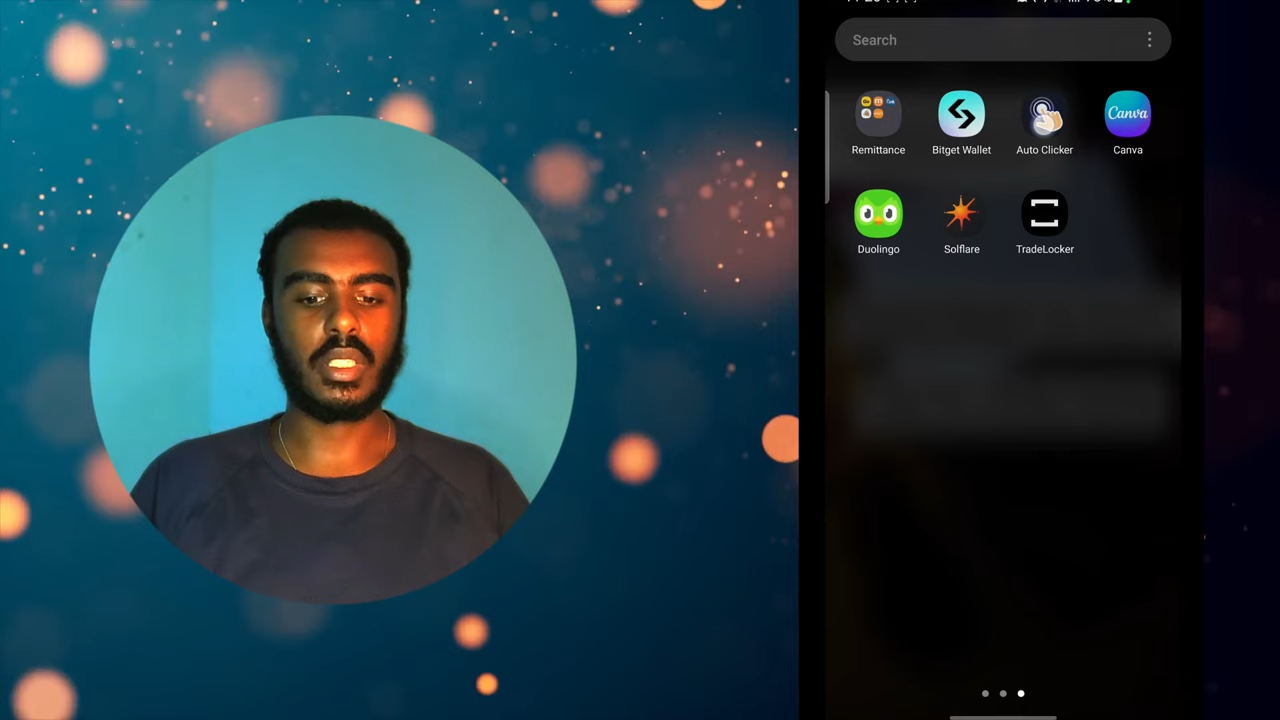 Search
Remittance
Bitget Wallet
Auto Clicker
Canva
Canva
Duolingo
Solflare
TradeLocker